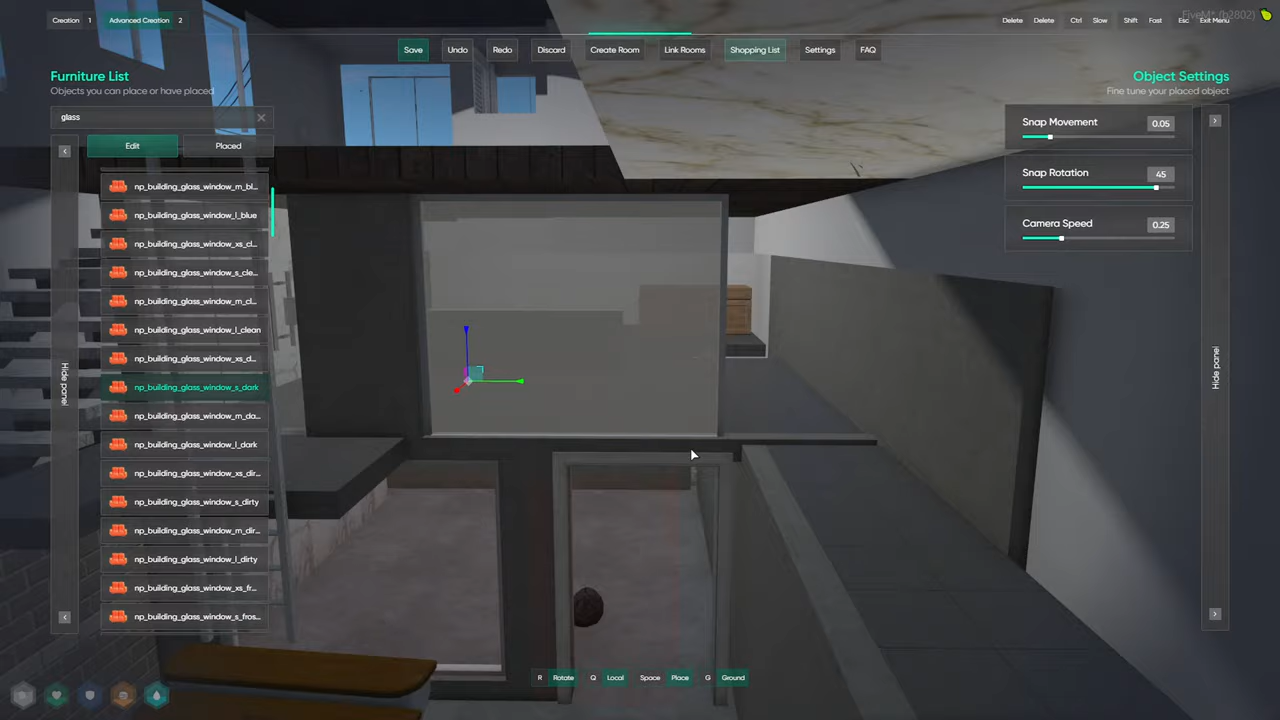 Creation 1 Advanced Creation 2
Delete Delete Ctrl Slow Shift Fast Esc Exit Menu
FiveM* (b2802)
Save Undo Redo Discard Create Room Link Rooms Shopping List Settings FAQ
Furniture List
Objects you can place or have placed
glass
Edit Placed
np_building_glass_window_m_bl...
np_building_glass_window_l_blue
np_building_glass_window_xs_cl...
np_building_glass_window_s_cle...
np_building_glass_window_m_cl...
np_building_glass_window_l_clean
np_building_glass_window_xs_d...
np_building_glass_window_s_dark
np_building_glass_window_m_da...
np_building_glass_window_l_dark
np_building_glass_window_xs_dir...
np_building_glass_window_s_dirty
np_building_glass_window_m_dir...
np_building_glass_window_l_dirty
np_building_glass_window_xs_fr...
np_building_glass_window_s_fros...
Hide panel
Object Settings
Fine tune your placed object
Snap Movement 0.05
Snap Rotation 45
Camera Speed 0.25
Hide panel
R Rotate Q Local Space Place G Ground